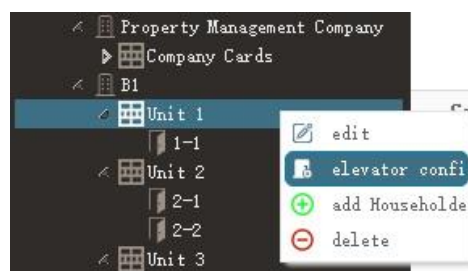 Property Management Company
Company Cards
B1
Unit 1
1-1
Unit 2
2-1
2-2
Unit 3
edit
elevator confi
add Householde
delete